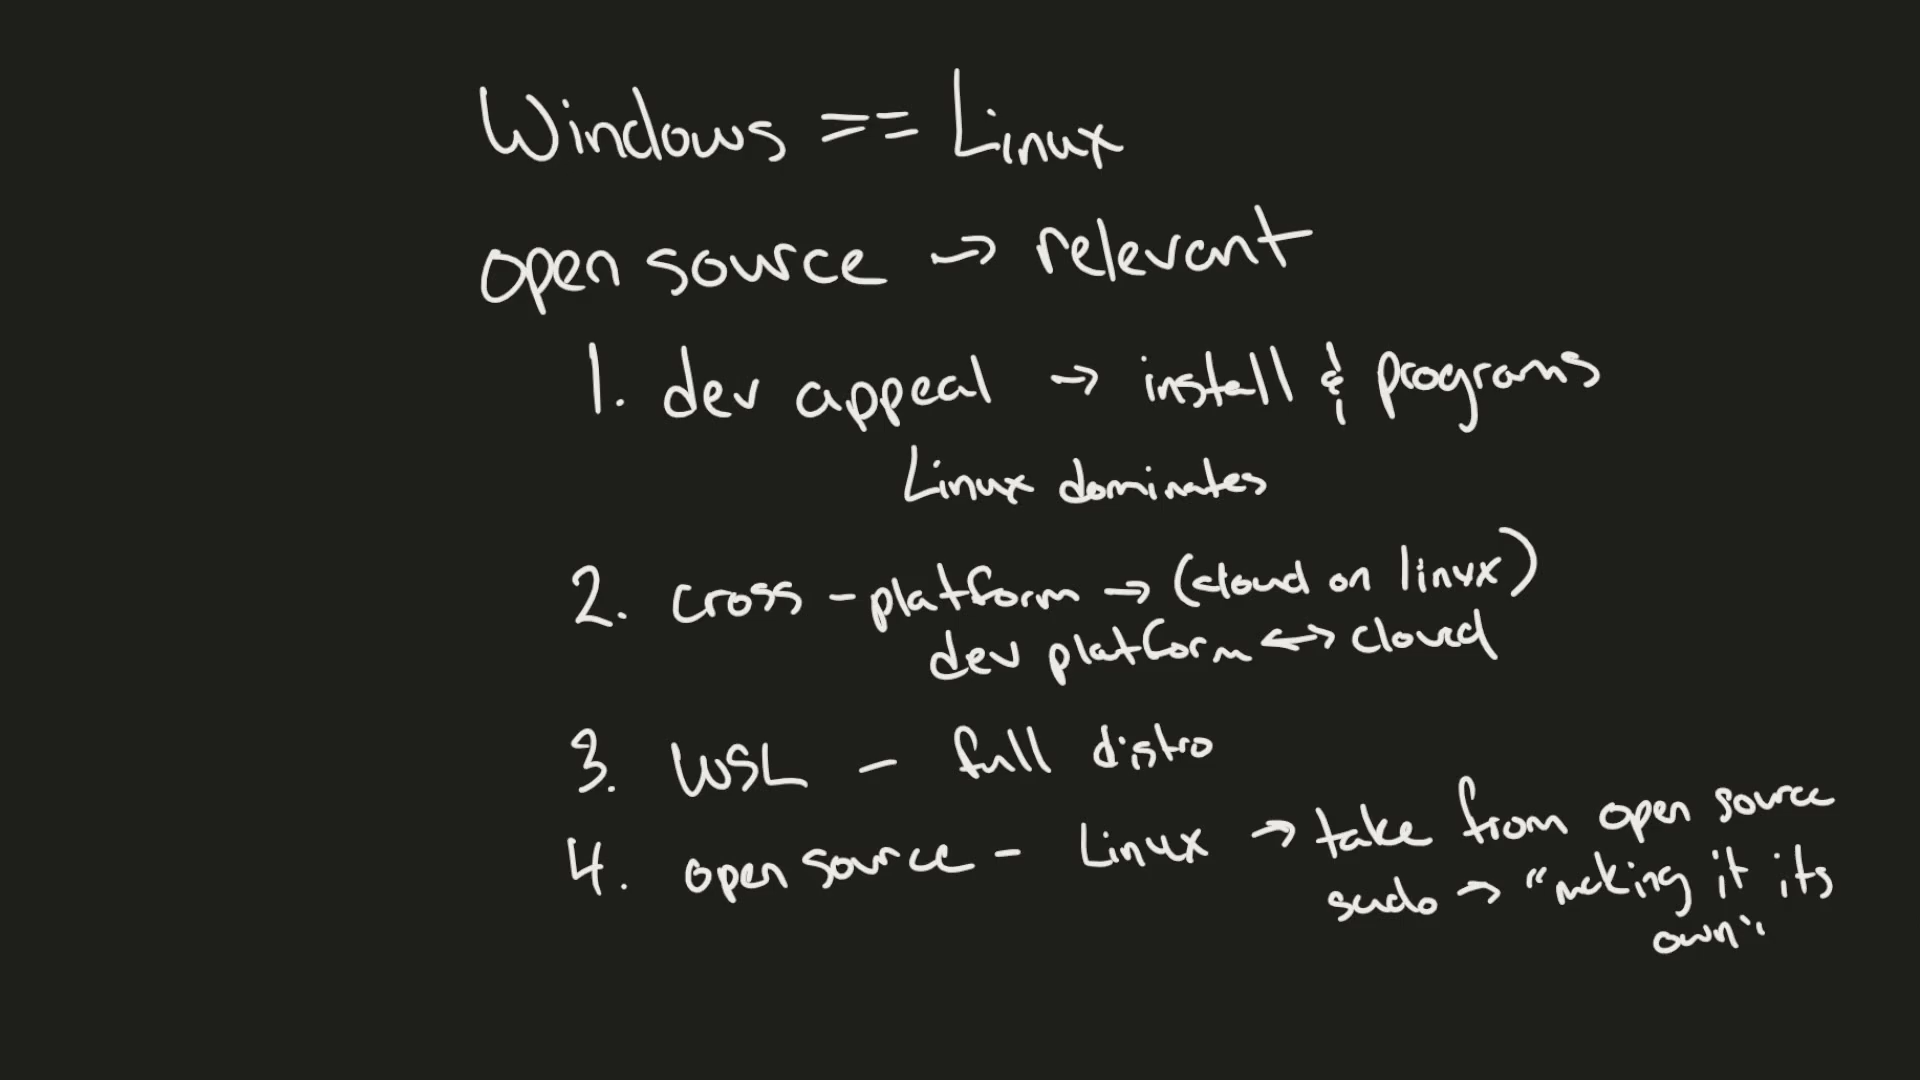 Windows == Linux
open source → relevant
1. dev appeal → install & programs
Linux dominates
2. cross-platform → (cloud on linux)
dev platform ↔ cloud
3. WSL - full distro
4. open source - Linux → take from open source
sudo → "making it its
own"